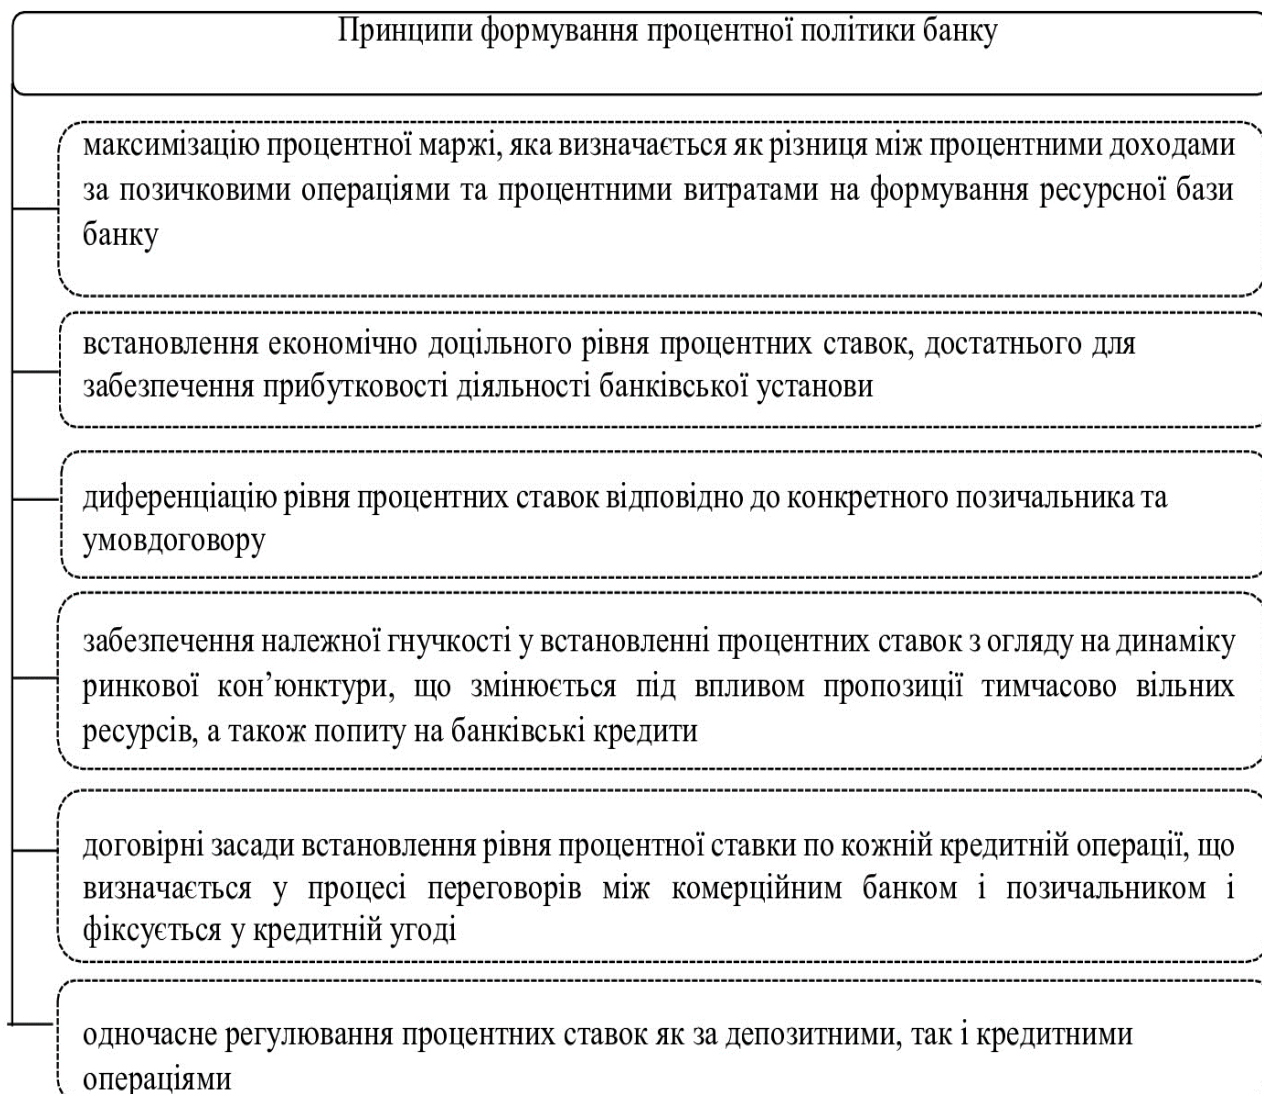 Принципи формування процентної політики банку
максимізацію процентної маржі, яка визначається як різниця між процентними доходами
за позичковими операціями та процентними витратами на формування ресурсної бази
банку
встановлення економічно доцільного рівня процентних ставок, достатнього для
забезпечення прибутковості діяльності банківської установи
диференціацію рівня процентних ставок відповідно до конкретного позичальника та
умовдоговору
забезпечення належної гнучкості у встановленні процентних ставок з огляду на динаміку
ринкової кон’юнктури, що змінюється під впливом пропозиції тимчасово вільних
ресурсів, а також попиту на банківські кредити
договірні засади встановлення рівня процентної ставки по кожній кредитній операції, що
визначається у процесі переговорів між комерційним банком і позичальником і
фіксується у кредитній угоді
одночасне регулювання процентних ставок як за депозитними, так і кредитними
операціями